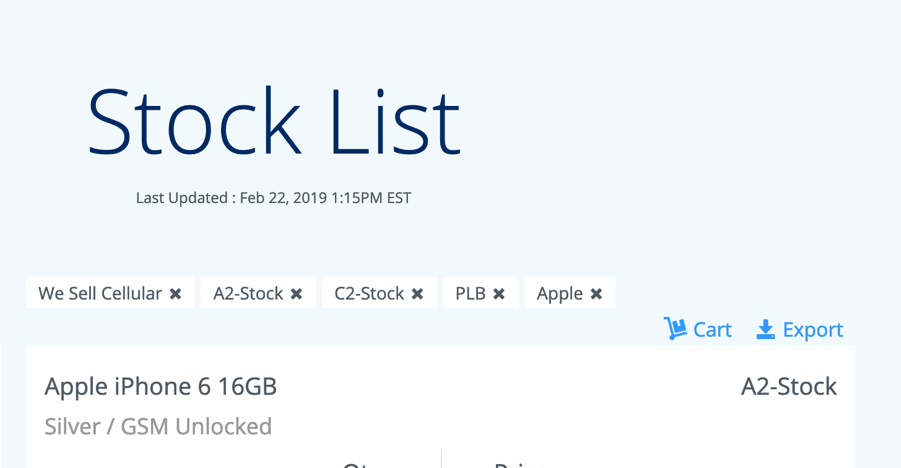 Stock List
Last Updated : Feb 22, 2019 1:15PM EST
We Sell Cellular ✖ A2-Stock ✖ C2-Stock ✖ PLB ✖ Apple ✖
Cart Export
Apple iPhone 6 16GB A2-Stock
Silver / GSM Unlocked